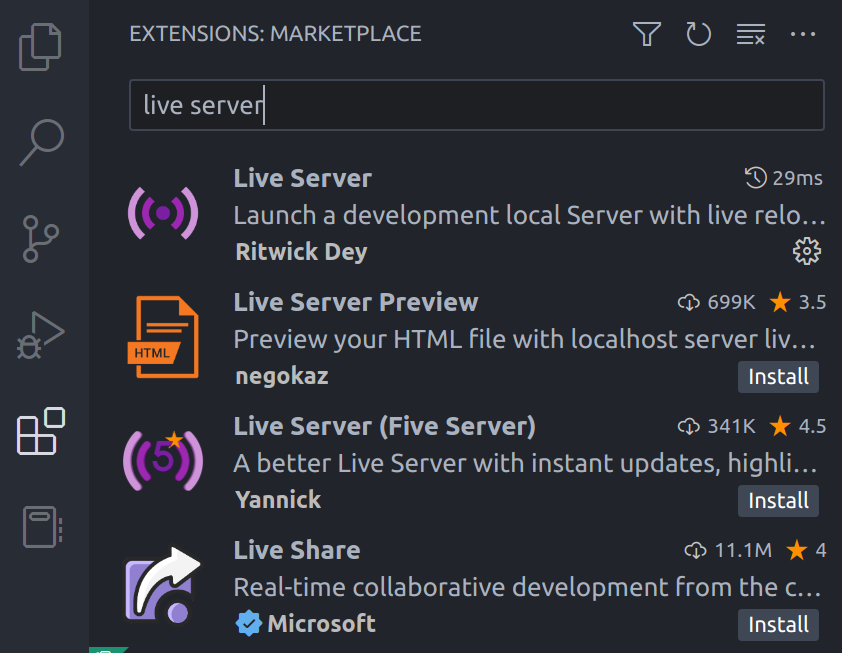 EXTENSIONS: MARKETPLACE
live server
Live Server 29ms
Launch a development local Server with live relo...
Ritwick Dey
Live Server Preview 699K 3.5
HTML Preview your HTML file with localhost server liv...
negokaz Install
Live Server (Five Server) 341K 4.5
5 A better Live Server with instant updates, highli...
Yannick Install
Live Share 11.1M 4
Real-time collaborative development from the c...
Microsoft Install